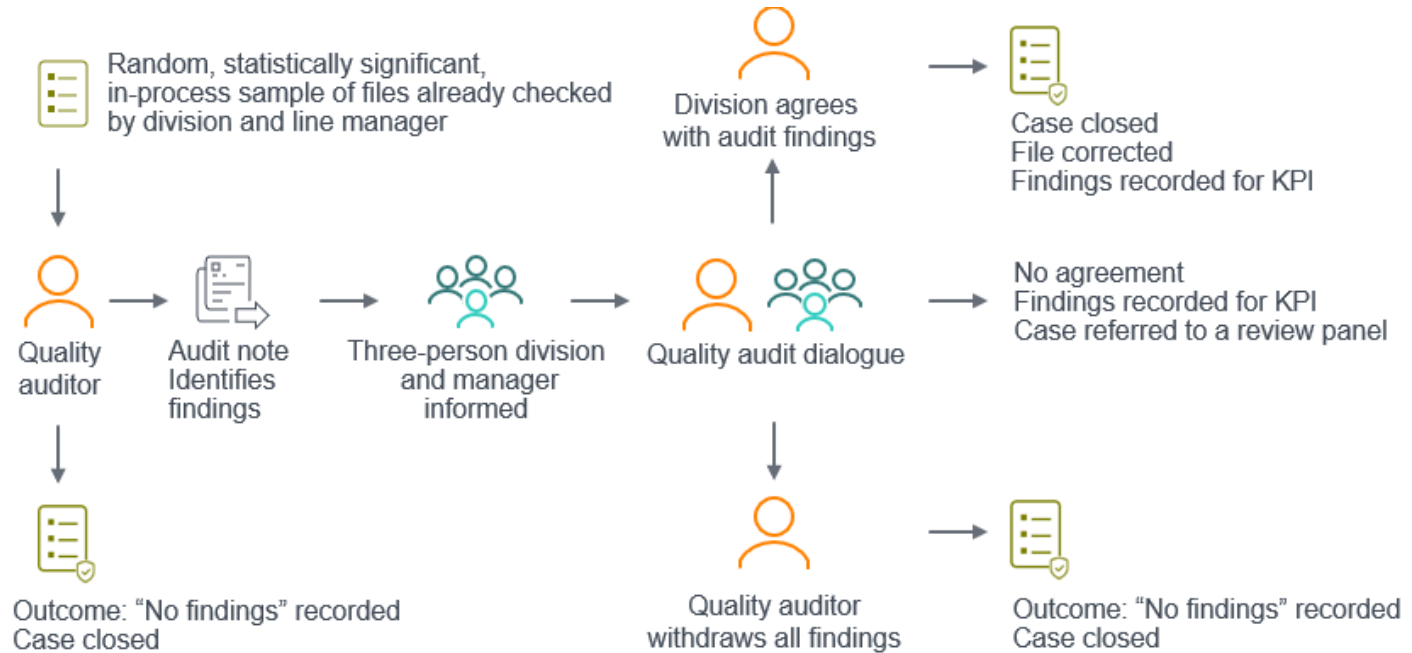 Random, statistically significant,
in-process sample of files already checked
by division and line manager
Division agrees
with audit findings
Case closed
File corrected
Findings recorded for KPI
Quality
auditor
Audit note
Identifies
findings
Three-person division
and manager
informed
Quality audit dialogue
No agreement
Findings recorded for KPI
Case referred to a review panel
Outcome: “No findings” recorded
Case closed
Quality auditor
withdraws all findings
Outcome: “No findings” recorded
Case closed